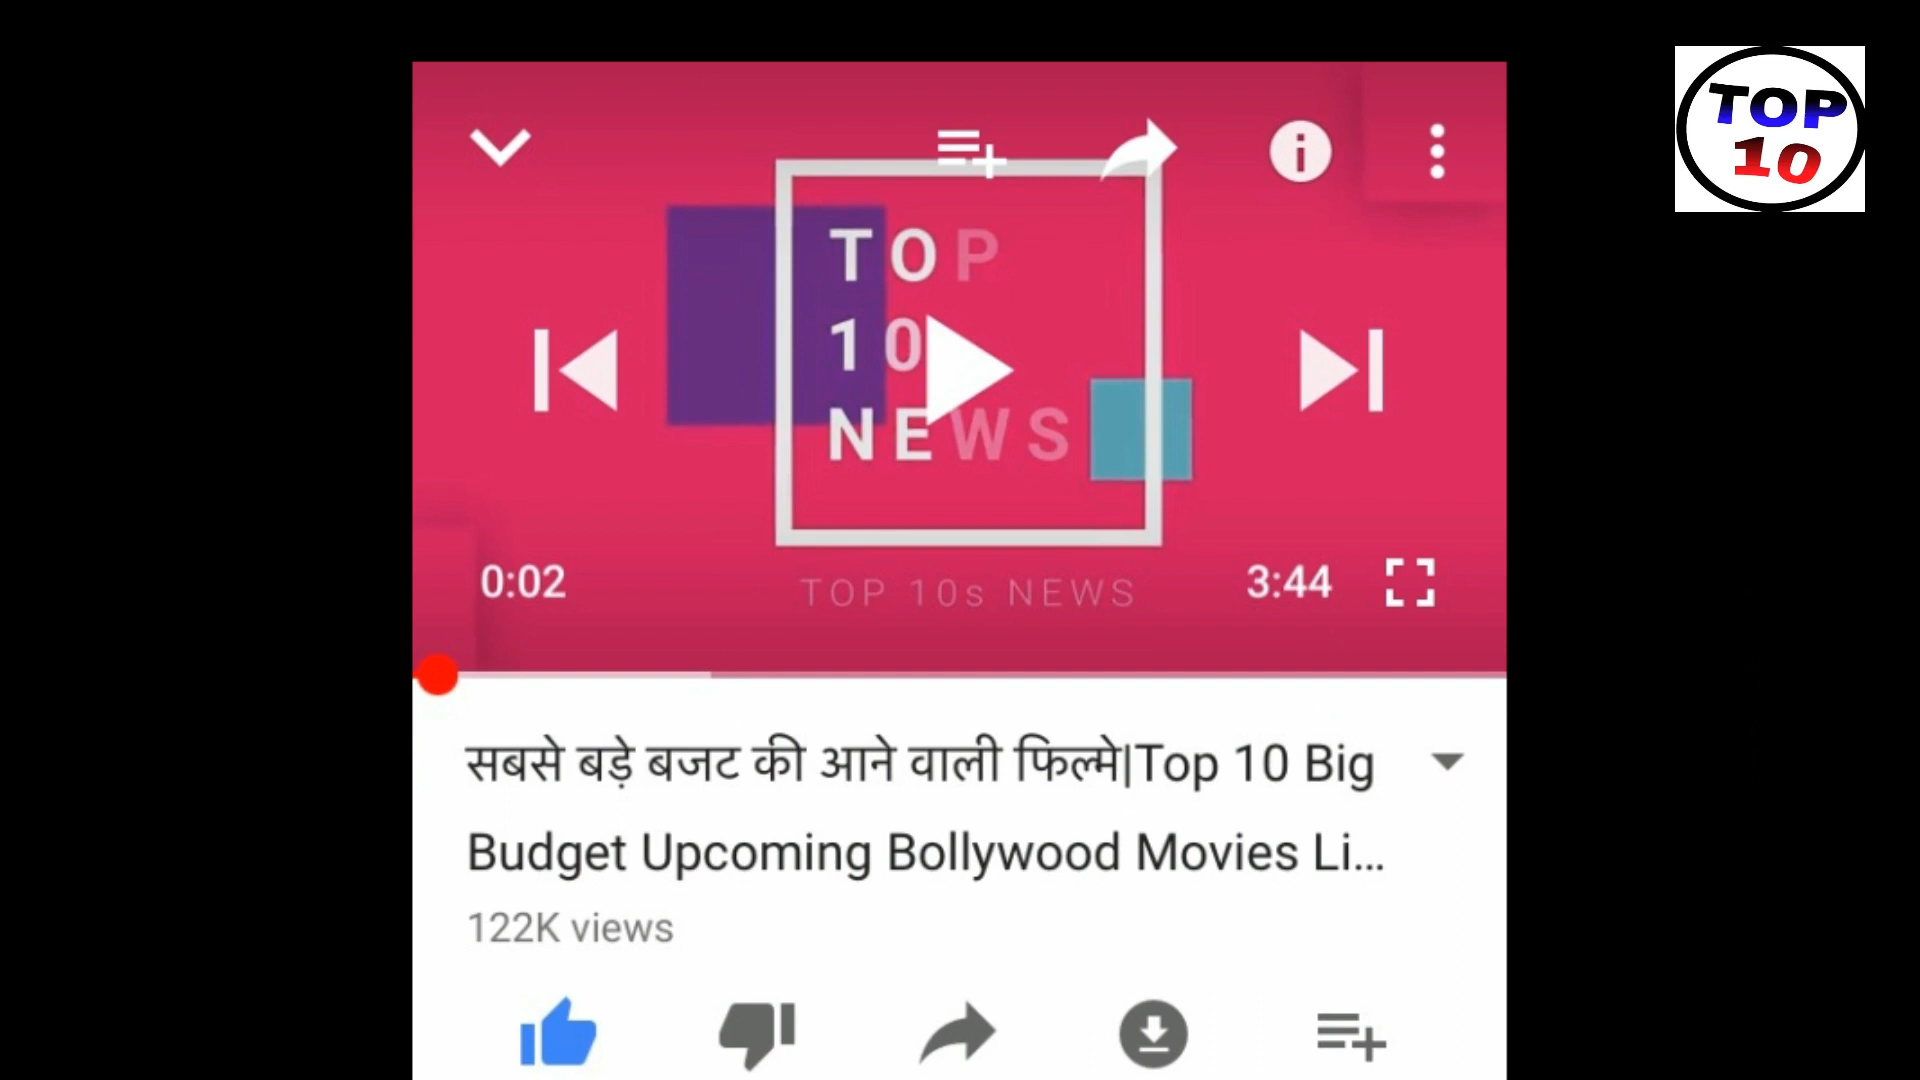 TOP
10
TOP
10
NEWS
0:02
TOP 10s NEWS
3:44
सबसे बड़े बजट की आने वाली फिल्मे|Top 10 Big
Budget Upcoming Bollywood Movies Li...
122K views